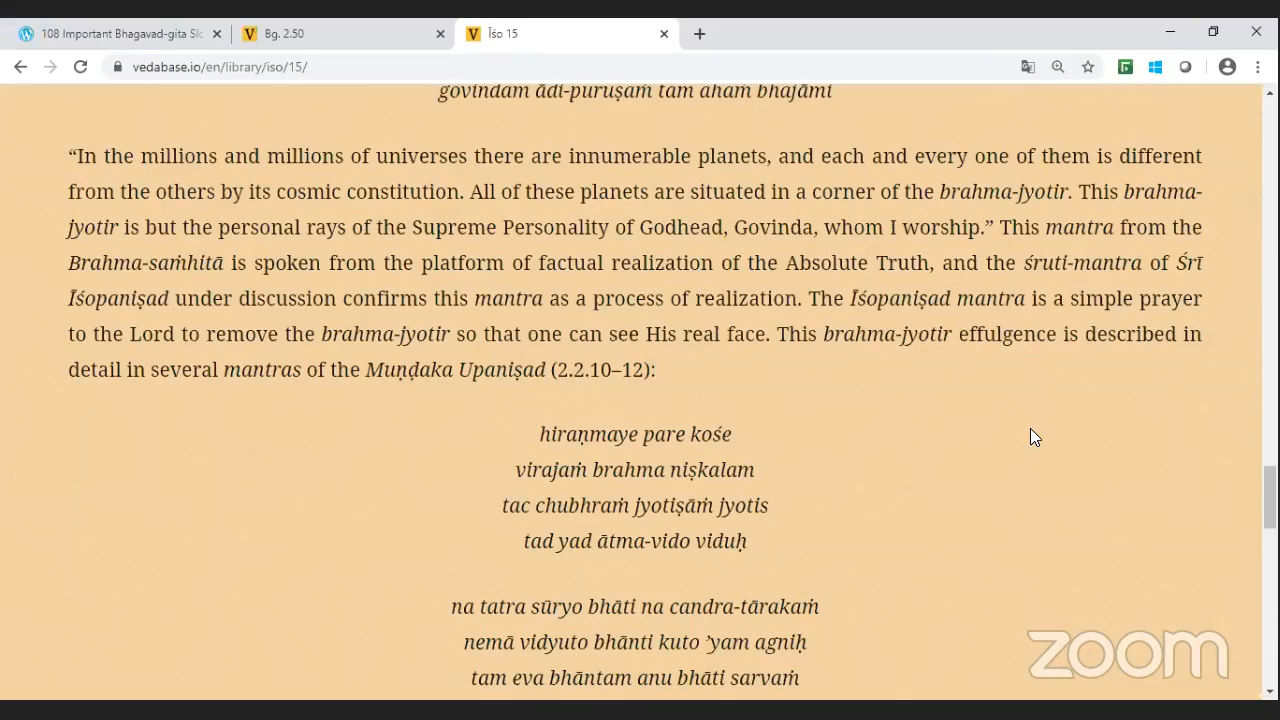 108 Important Bhagavad-gita Slo
Bg. 2.50
Īśo 15
vedabase.io/en/library/iso/15/
govindam ādi-puruṣaṁ tam ahaṁ bhajāmi
“In the millions and millions of universes there are innumerable planets, and each and every one of them is different
from the others by its cosmic constitution. All of these planets are situated in a corner of the brahma-jyotir. This brahma-
jyotir is but the personal rays of the Supreme Personality of Godhead, Govinda, whom I worship.” This mantra from the
Brahma-saṁhitā is spoken from the platform of factual realization of the Absolute Truth, and the śruti-mantra of Śrī
Īśopaniṣad under discussion confirms this mantra as a process of realization. The Īśopaniṣad mantra is a simple prayer
to the Lord to remove the brahma-jyotir so that one can see His real face. This brahma-jyotir effulgence is described in
detail in several mantras of the Muṇḍaka Upaniṣad (2.2.10–12):
hiraṇmaye pare kośe
virajaṁ brahma niṣkalam
tac chubhraṁ jyotiṣāṁ jyotis
tad yad ātma-vido viduḥ
na tatra sūryo bhāti na candra-tārakaṁ
nemā vidyuto bhānti kuto ’yam agniḥ
tam eva bhāntam anu bhāti sarvaṁ
zoom